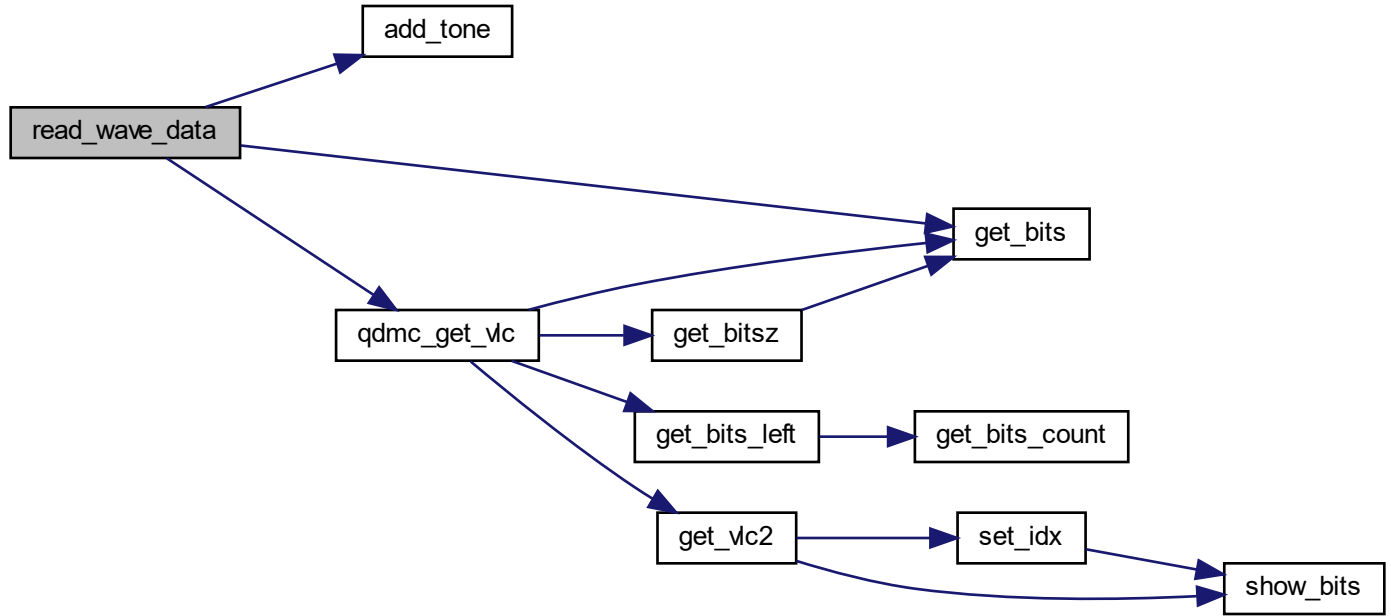 add_tone
read_wave_data
get_bits
qdmc_get_vlc
get_bitsz
get_bits_left
get_bits_count
get_vlc2
set_idx
show_bits